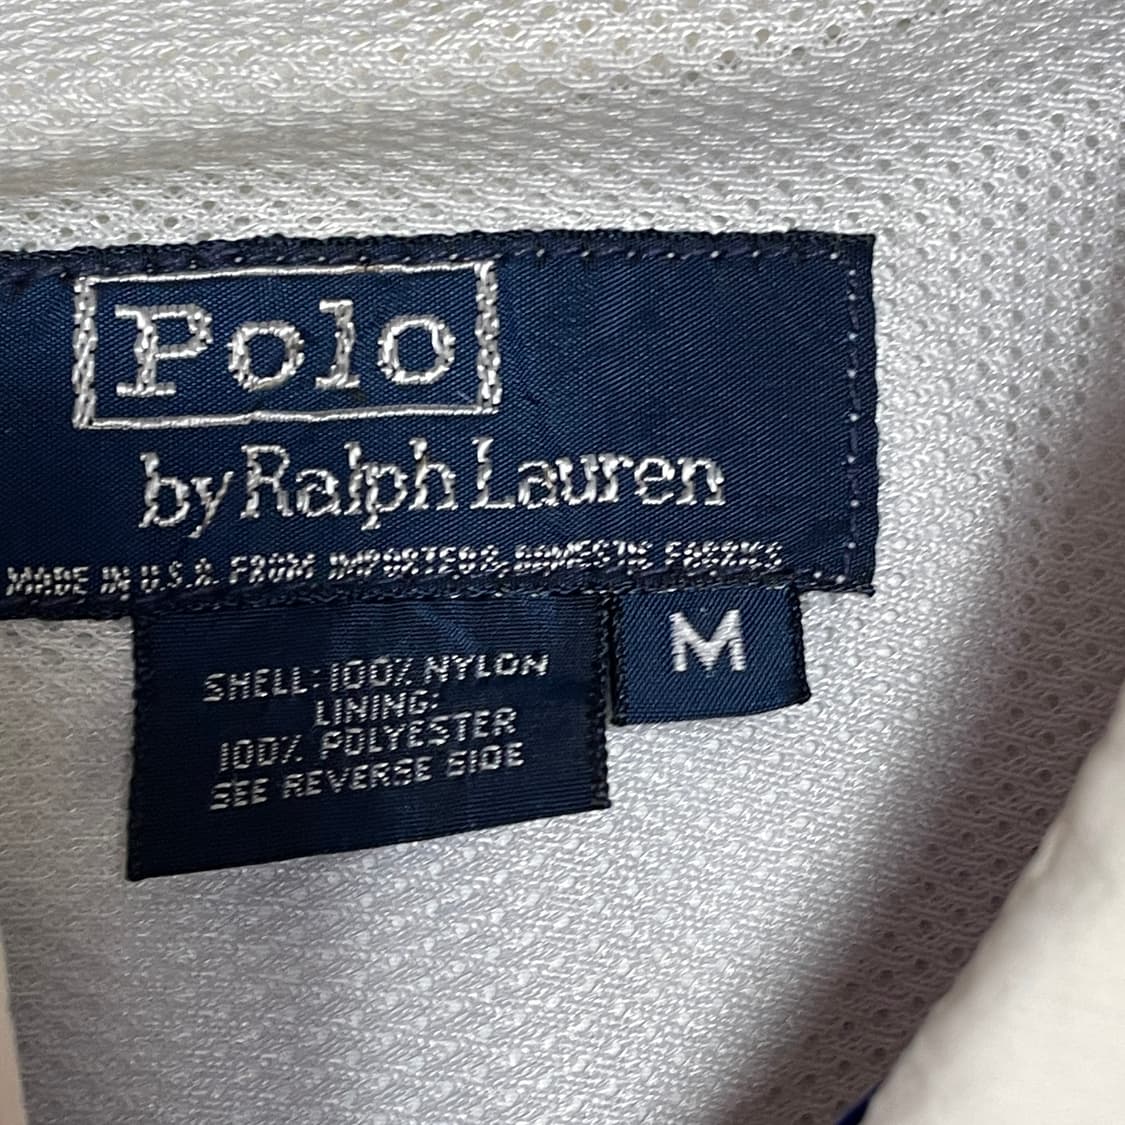 Polo
by Ralph Lauren
MADE IN U.S.A. FROM IMPORTED & DOMESTIC FABRICS
M
SHELL: 100% NYLON
LINING:
100% POLYESTER
SEE REVERSE SIDE